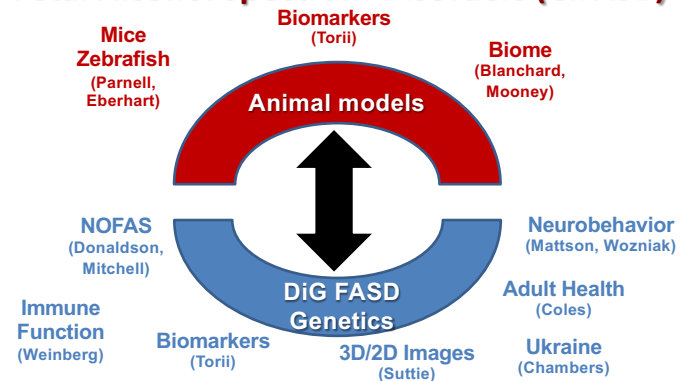 Biomarkers
(Torii)
Mice
Zebrafish
(Parnell,
Eberhart)
Biome
(Blanchard,
Mooney)
Animal models
NOFAS
(Donaldson,
Mitchell)
Neurobehavior
(Mattson, Wozniak)
DiG FASD
Genetics
Adult Health
(Coles)
Immune
Function
(Weinberg)
Biomarkers
(Torii)
3D/2D Images
(Suttie)
Ukraine
(Chambers)